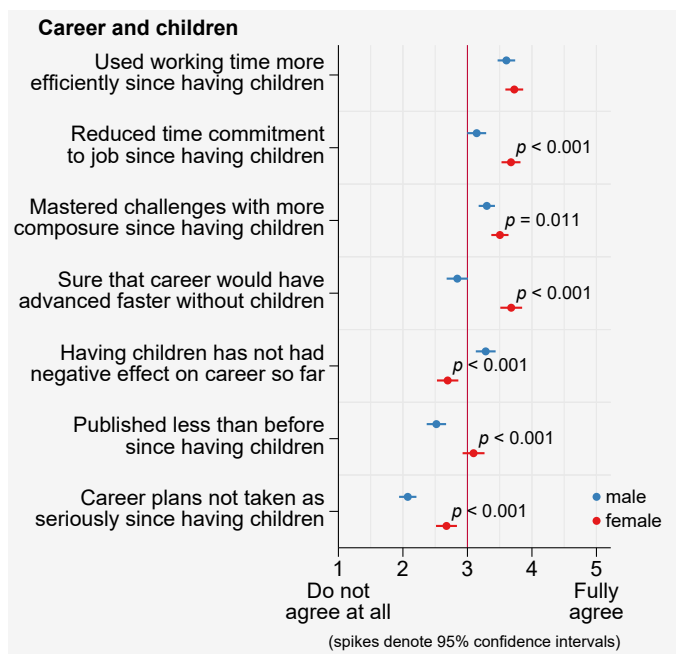 Career and children
Used working time more
efficiently since having children
Reduced time commitment
to job since having children
p < 0.001
Mastered challenges with more
composure since having children
p = 0.011
Sure that career would have
advanced faster without children
p < 0.001
Having children has not had
negative effect on career so far
p < 0.001
Published less than before
since having children
p < 0.001
Career plans not taken as
seriously since having children
p < 0.001
male
female
1 2 3 4 5
Do not
agree at all
Fully
agree
(spikes denote 95% confidence intervals)